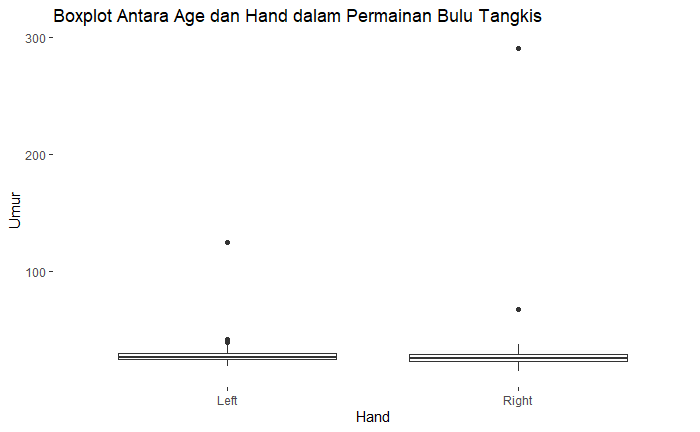 Boxplot Antara Age dan Hand dalam Permainan Bulu Tangkis
300
200
100
Umur
Left
Right
Hand